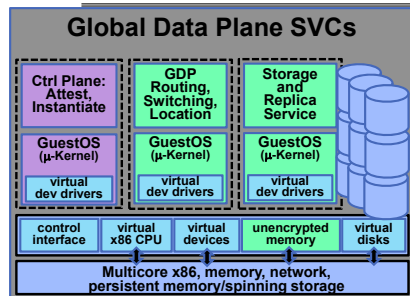 Global Data Plane SVCs
Ctrl Plane:
Attest,
Instantiate
GuestOS
(µ-Kernel)
virtual
dev drivers
GDP
Routing,
Switching,
Location
GuestOS
(µ-Kernel)
virtual
dev drivers
Storage
and
Replica
Service
GuestOS
(µ-Kernel)
virtual
dev drivers
control
interface
virtual
x86 CPU
virtual
devices
unencrypted
memory
virtual
disks
Multicore x86, memory, network,
persistent memory/spinning storage